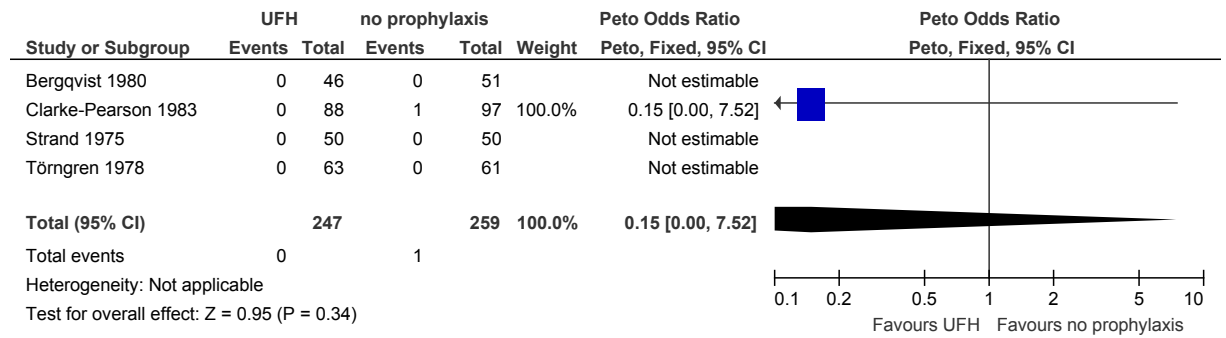 UFH no prophylaxis Peto Odds Ratio Peto Odds Ratio
Study or Subgroup Events Total Events Total Weight Peto, Fixed, 95% CI Peto, Fixed, 95% CI
Bergqvist 1980 0 46 0 51 Not estimable
Clarke-Pearson 1983 0 88 1 97 100.0% 0.15 [0.00, 7.52]
Strand 1975 0 50 0 50 Not estimable
Törngren 1978 0 63 0 61 Not estimable
Total (95% CI) 247 259 100.0% 0.15 [0.00, 7.52]
Total events 0 1
Heterogeneity: Not applicable
Test for overall effect: Z = 0.95 (P = 0.34)
0.1 0.2 0.5 1 2 5 10
Favours UFH Favours no prophylaxis